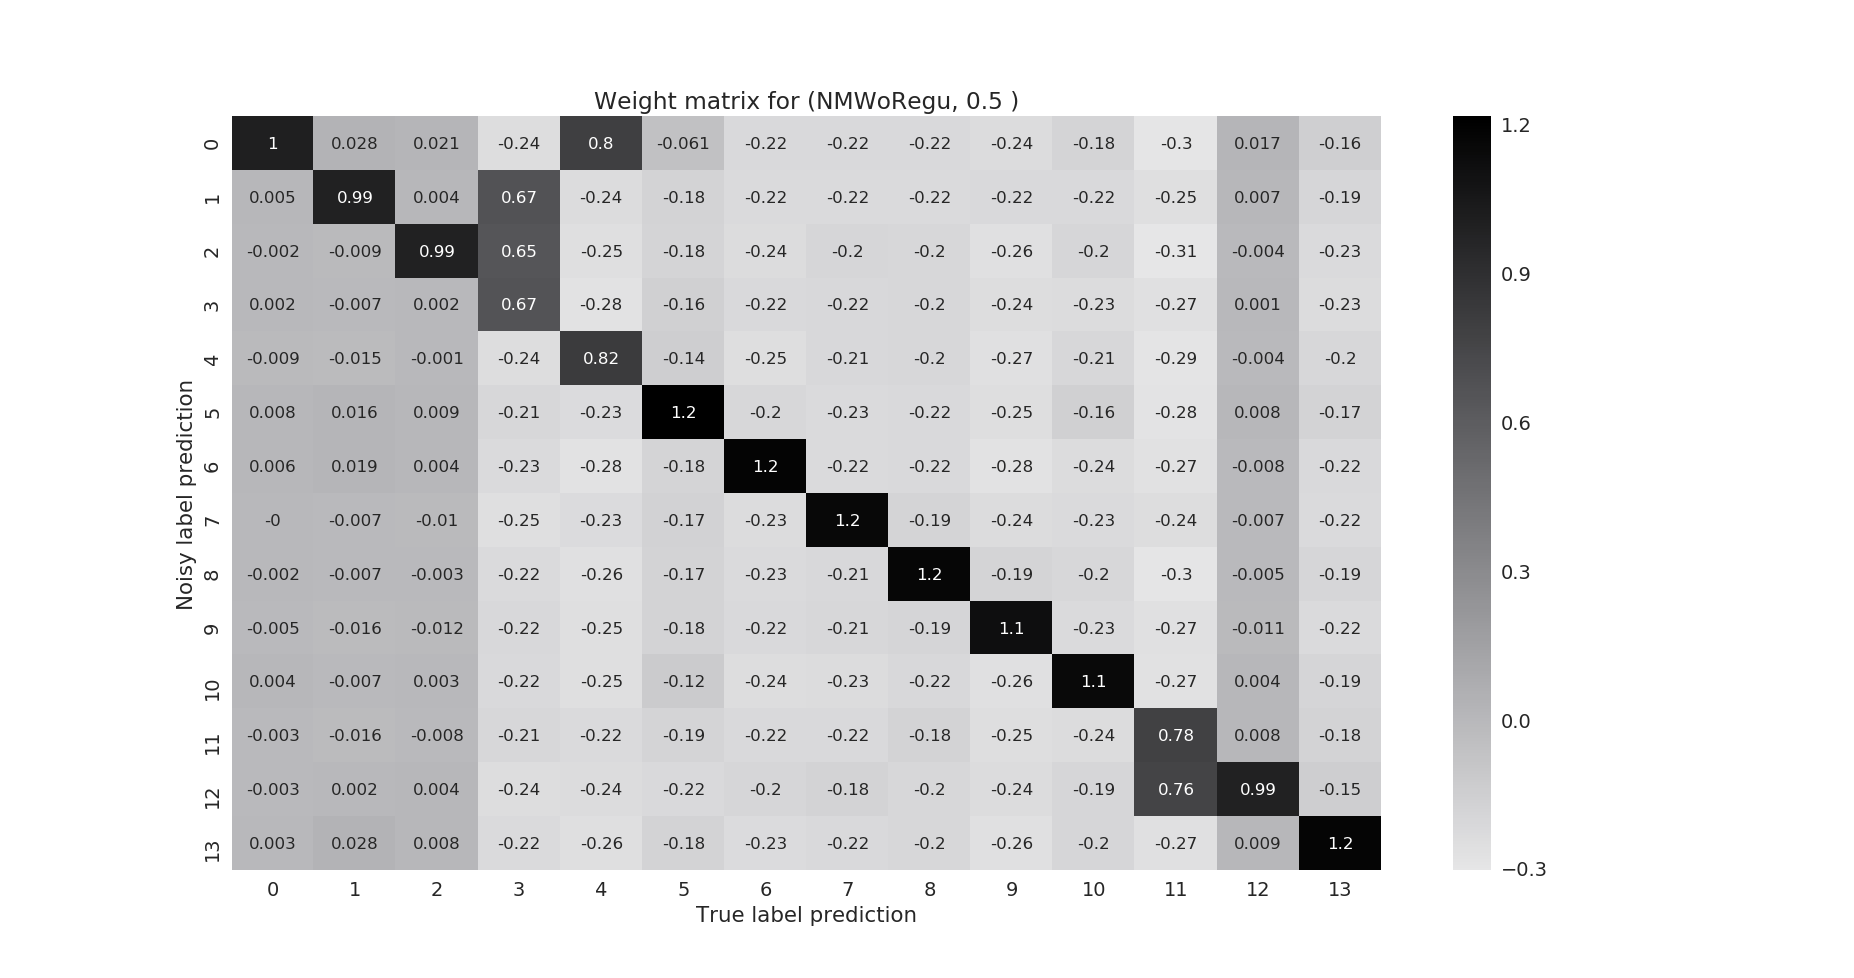 Weight matrix for (NMWoRegu, 0.5 )
0 1 0.028 0.021 -0.24 0.8 -0.061 -0.22 -0.22 -0.22 -0.24 -0.18 -0.3 0.017 -0.16
1 0.005 0.99 0.004 0.67 -0.24 -0.18 -0.22 -0.22 -0.22 -0.22 -0.22 -0.25 0.007 -0.19
2 -0.002 -0.009 0.99 0.65 -0.25 -0.18 -0.24 -0.2 -0.2 -0.26 -0.2 -0.31 -0.004 -0.23
3 0.002 -0.007 0.002 0.67 -0.28 -0.16 -0.22 -0.22 -0.2 -0.24 -0.23 -0.27 0.001 -0.23
4 -0.009 -0.015 -0.001 -0.24 0.82 -0.14 -0.25 -0.21 -0.2 -0.27 -0.21 -0.29 -0.004 -0.2
5 0.008 0.016 0.009 -0.21 -0.23 1.2 -0.2 -0.23 -0.22 -0.25 -0.16 -0.28 0.008 -0.17
6 0.006 0.019 0.004 -0.23 -0.28 -0.18 1.2 -0.22 -0.22 -0.28 -0.24 -0.27 -0.008 -0.22
7 -0 -0.007 -0.01 -0.25 -0.23 -0.17 -0.23 1.2 -0.19 -0.24 -0.23 -0.24 -0.007 -0.22
8 -0.002 -0.007 -0.003 -0.22 -0.26 -0.17 -0.23 -0.21 1.2 -0.19 -0.2 -0.3 -0.005 -0.19
9 -0.005 -0.016 -0.012 -0.22 -0.25 -0.18 -0.22 -0.21 -0.19 1.1 -0.23 -0.27 -0.011 -0.22
10 0.004 -0.007 0.003 -0.22 -0.25 -0.12 -0.24 -0.23 -0.22 -0.26 1.1 -0.27 0.004 -0.19
11 -0.003 -0.016 -0.008 -0.21 -0.22 -0.19 -0.22 -0.22 -0.18 -0.25 -0.24 0.78 0.008 -0.18
12 -0.003 0.002 0.004 -0.24 -0.24 -0.22 -0.2 -0.18 -0.2 -0.24 -0.19 0.76 0.99 -0.15
13 0.003 0.028 0.008 -0.22 -0.26 -0.18 -0.23 -0.22 -0.2 -0.26 -0.2 -0.27 0.009 1.2
0 1 2 3 4 5 6 7 8 9 10 11 12 13
True label prediction
Noisy label prediction
1.2
0.9
0.6
0.3
0.0
−0.3